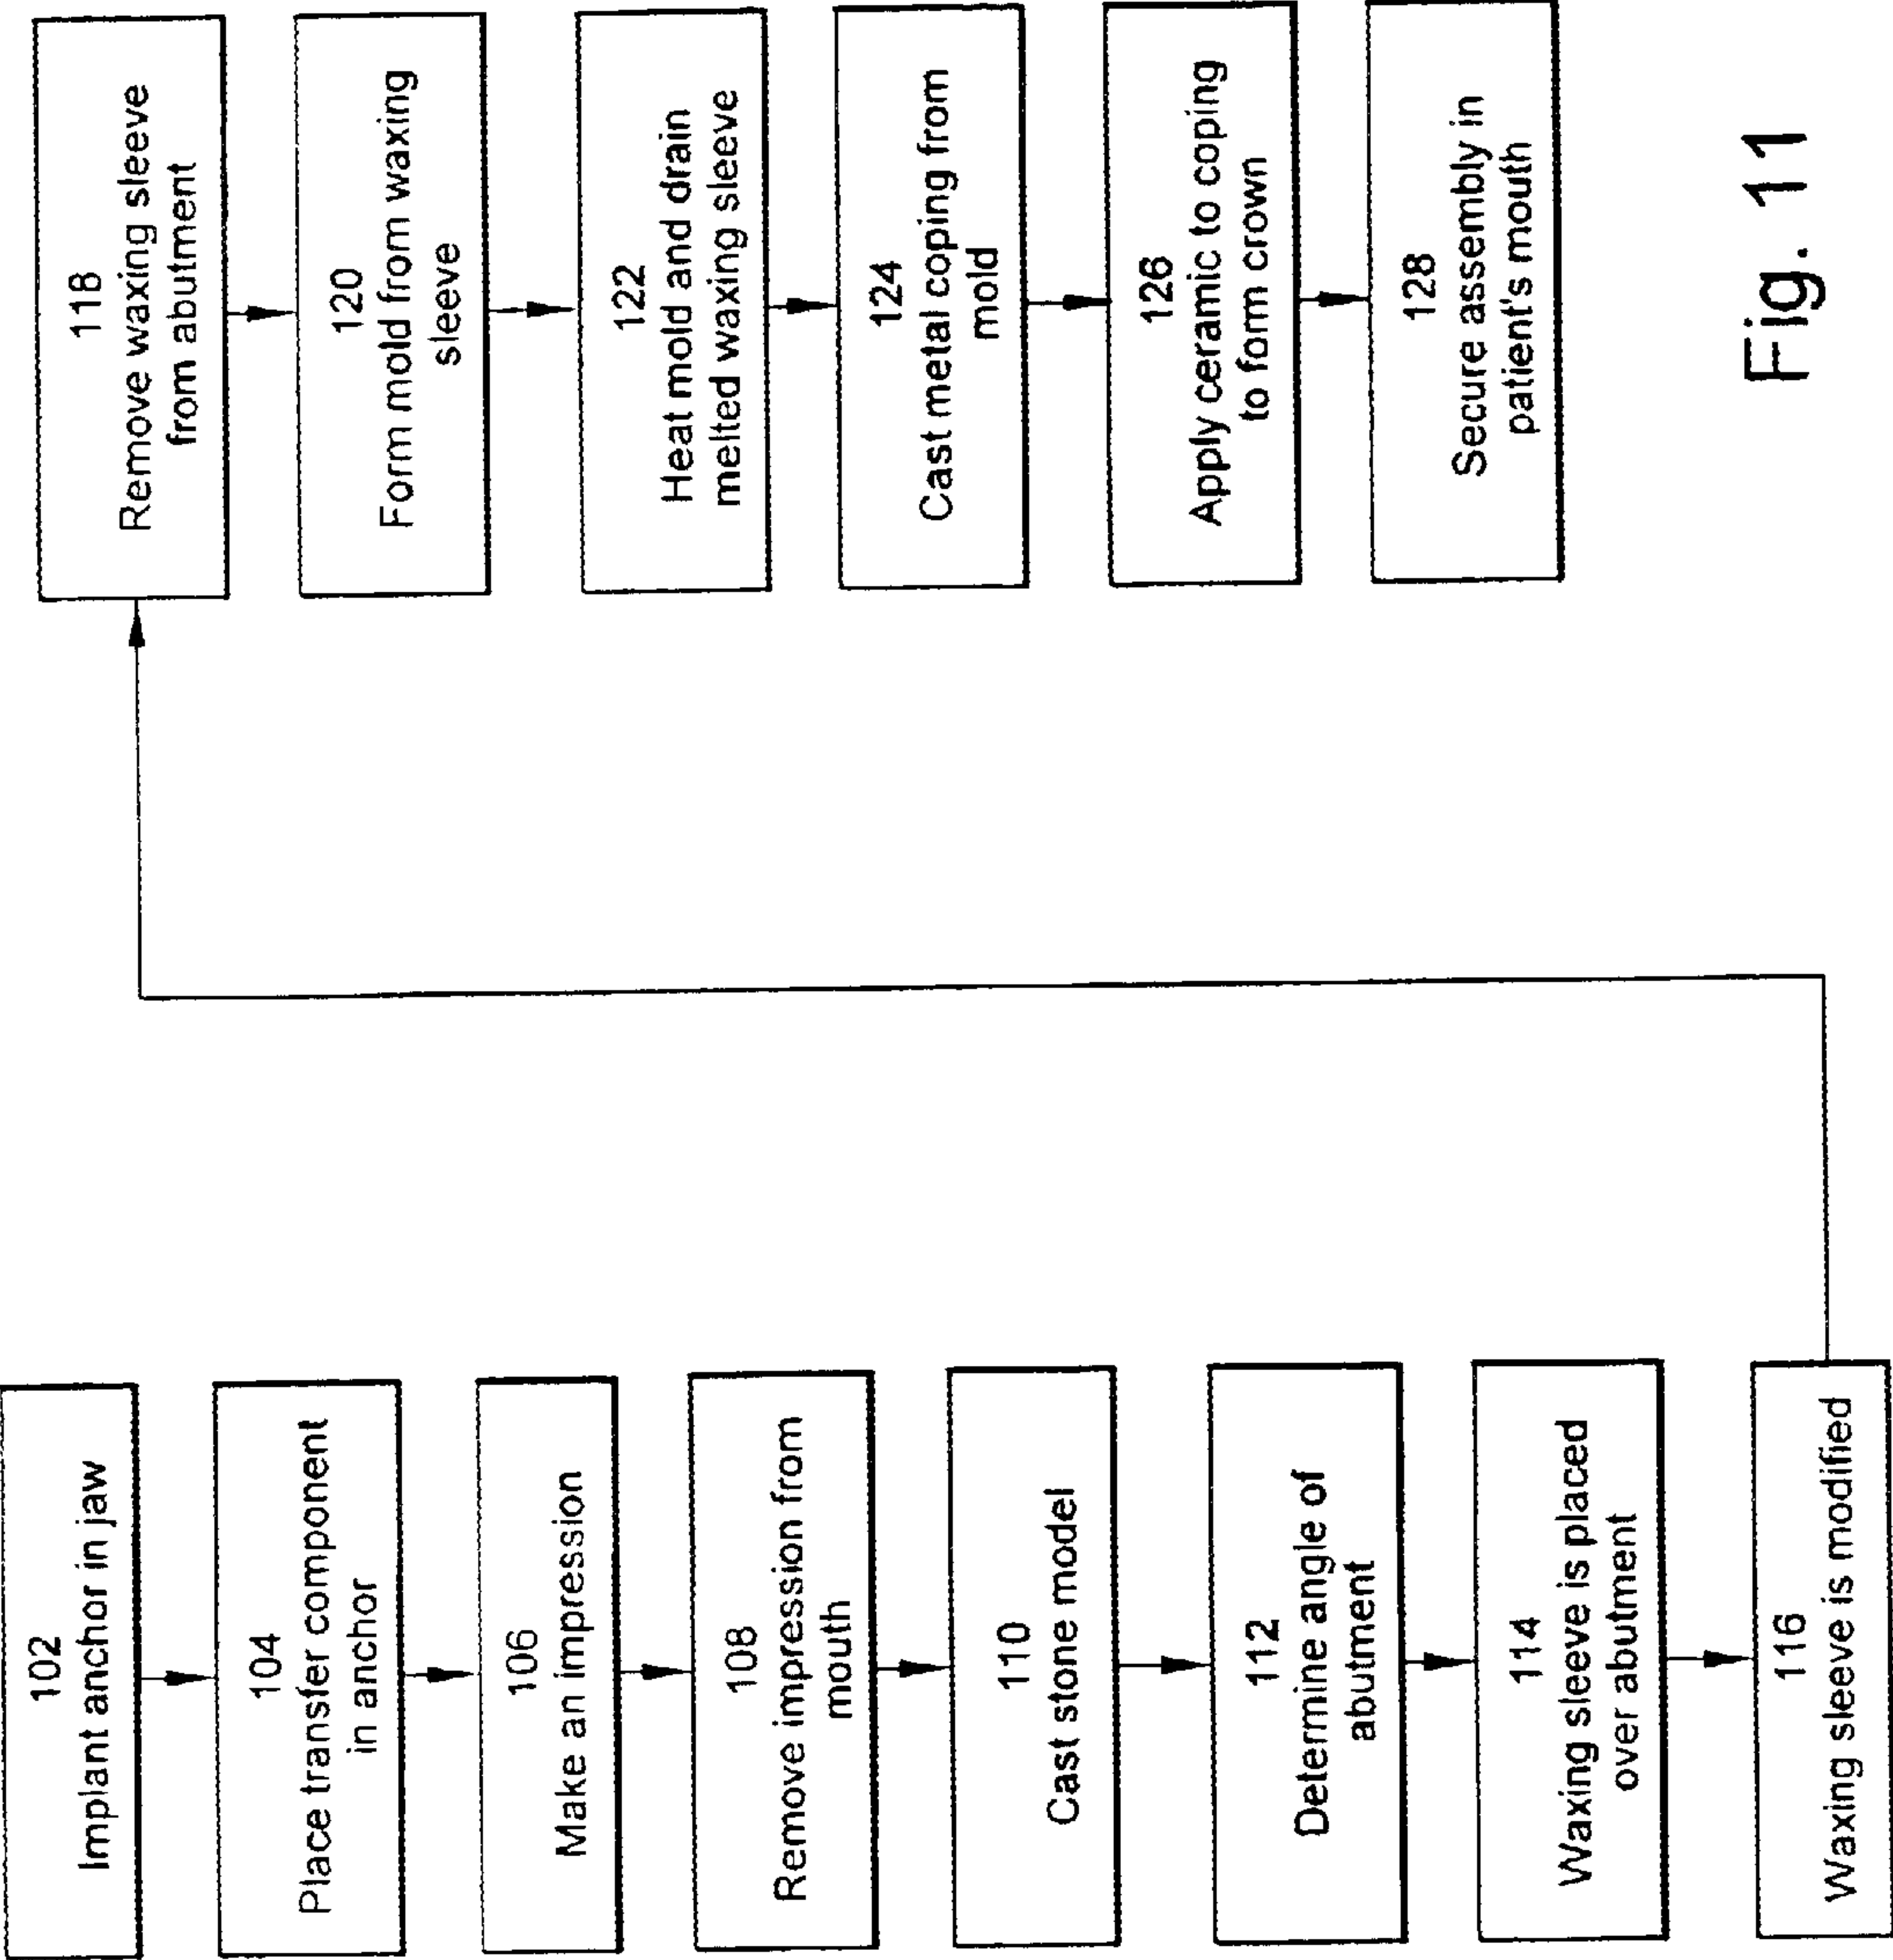 102
Implant anchor in jaw
104
Place transfer component
in anchor
106
Make an impression
108
Remove impression from
mouth
110
Cast stone model
112
Determine angle of
abutment
114
Waxing sleeve is placed
over abutment
116
Waxing sleeve is modified
118
Remove waxing sleeve
from abutment
120
Form mold from waxing
sleeve
122
Heat mold and drain
melted waxing sleeve
124
Cast metal coping from
mold
126
Apply ceramic to coping
to form crown
128
Secure assembly in
patient's mouth
Fig. 11